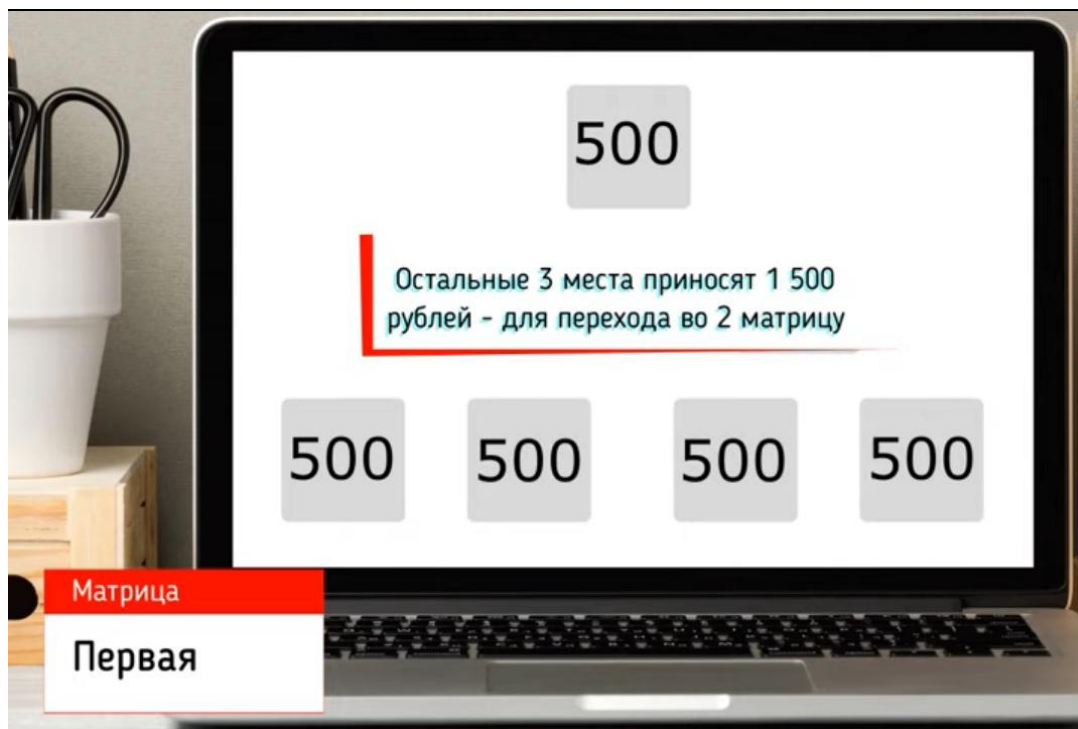 500
Остальные 3 места приносят 1 500
рублей - для перехода во 2 матрицу
500 500 500 500
Матрица
Первая